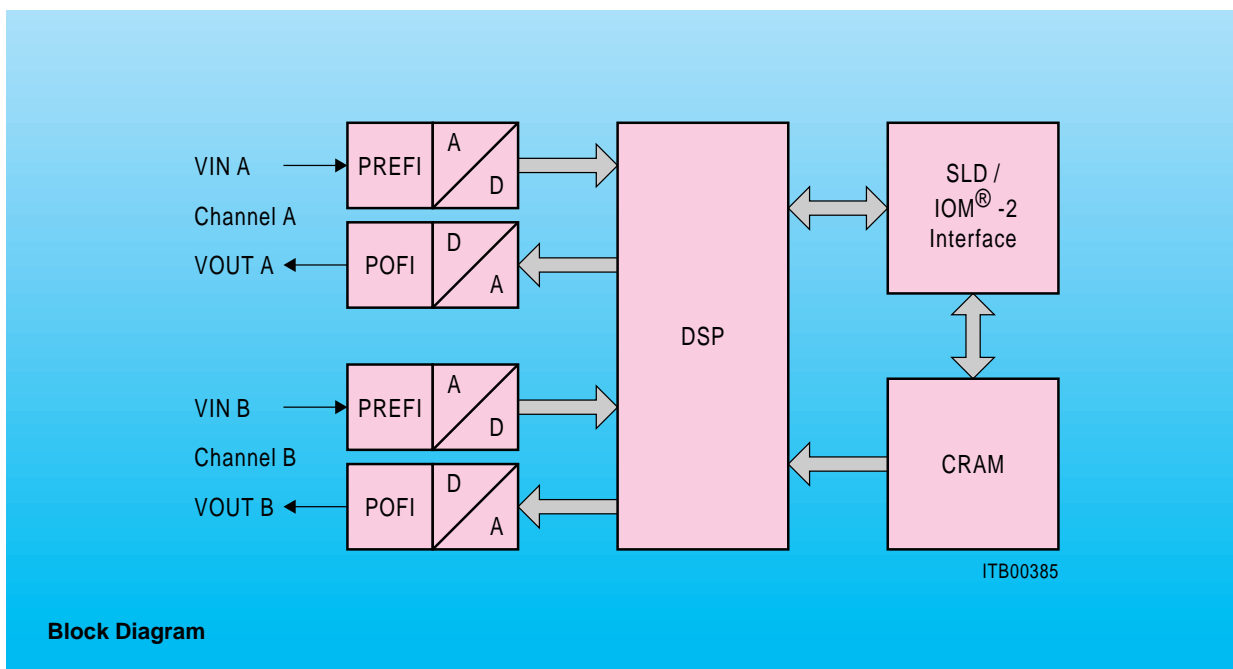 VIN A
PREFI
A
D
Channel A
VOUT A
POFI
D
A
VIN B
PREFI
A
D
Channel B
VOUT B
POFI
D
A
DSP
SLD /
IOM® -2
Interface
CRAM
ITB00385
Block Diagram